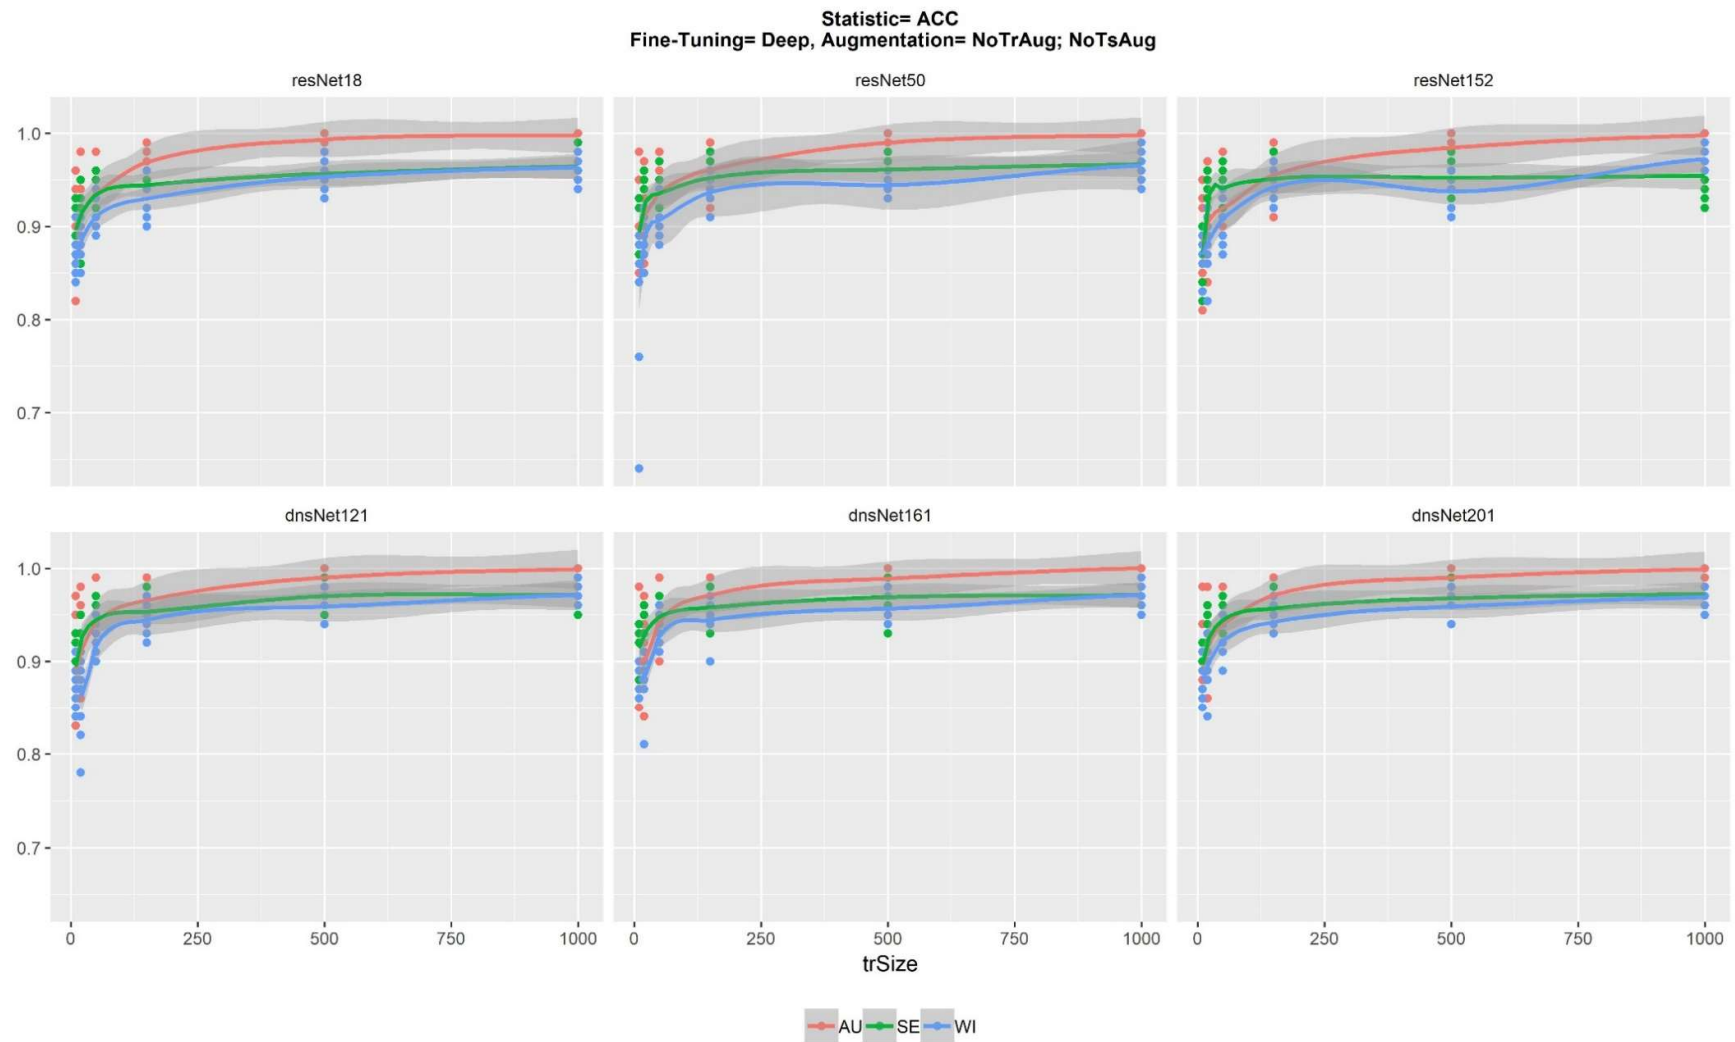 Statistic= ACC
Fine-Tuning= Deep, Augmentation= NoTrAug; NoTsAug
resNet18 resNet50 resNet152
1.0
0.9
0.8
0.7
dnsNet121 dnsNet161 dnsNet201
1.0
0.9
0.8
0.7
0 250 500 750 1000 0 250 500 750 1000 0 250 500 750 1000
trSize
AU SE WI